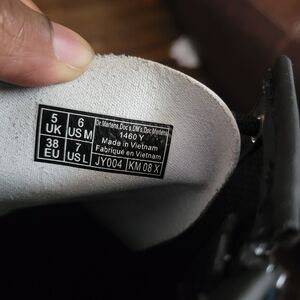 5 UK
6 US M
38 EU
7 US L
Dr. Martens, Doc's, DM's, Doc Martens
1460 Y
Made in Vietnam
Fabriqué en Vietnam
JY004
KM 08 X